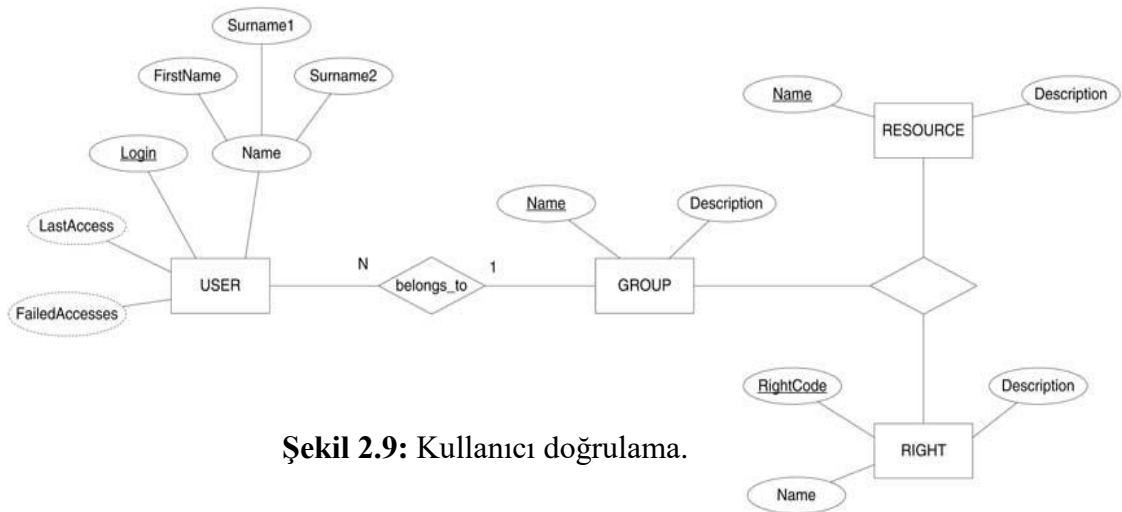 Surname1
FirstName
Surname2
Login
Name
LastAccess
FailedAccesses
USER
N
belongs_to
1
Name
Description
GROUP
Name
Description
RESOURCE
RightCode
Description
RIGHT
Name
Şekil 2.9: Kullanıcı doğrulama.